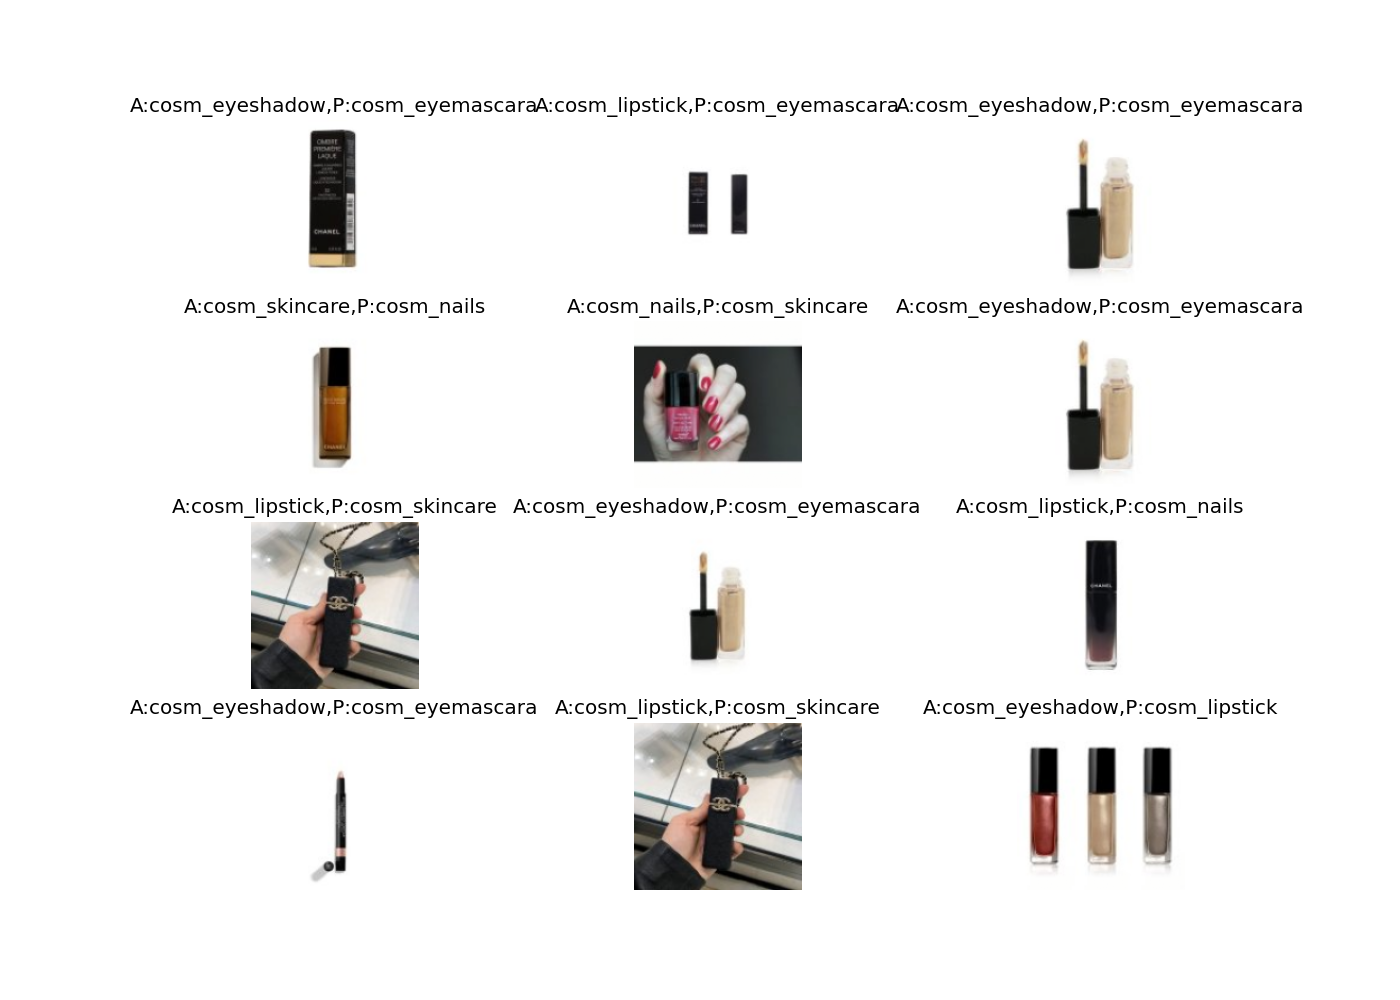 A:cosm_eyeshadow,P:cosm_eyemascara
A:cosm_lipstick,P:cosm_eyemascara
A:cosm_eyeshadow,P:cosm_eyemascara
OMBRE
PREMIÈRE
LAQUE
CHANEL
A:cosm_skincare,P:cosm_nails
A:cosm_nails,P:cosm_skincare
A:cosm_eyeshadow,P:cosm_eyemascara
CHANEL
A:cosm_lipstick,P:cosm_skincare
A:cosm_eyeshadow,P:cosm_eyemascara
A:cosm_lipstick,P:cosm_nails
CHANEL
A:cosm_eyeshadow,P:cosm_eyemascara
A:cosm_lipstick,P:cosm_skincare
A:cosm_eyeshadow,P:cosm_lipstick